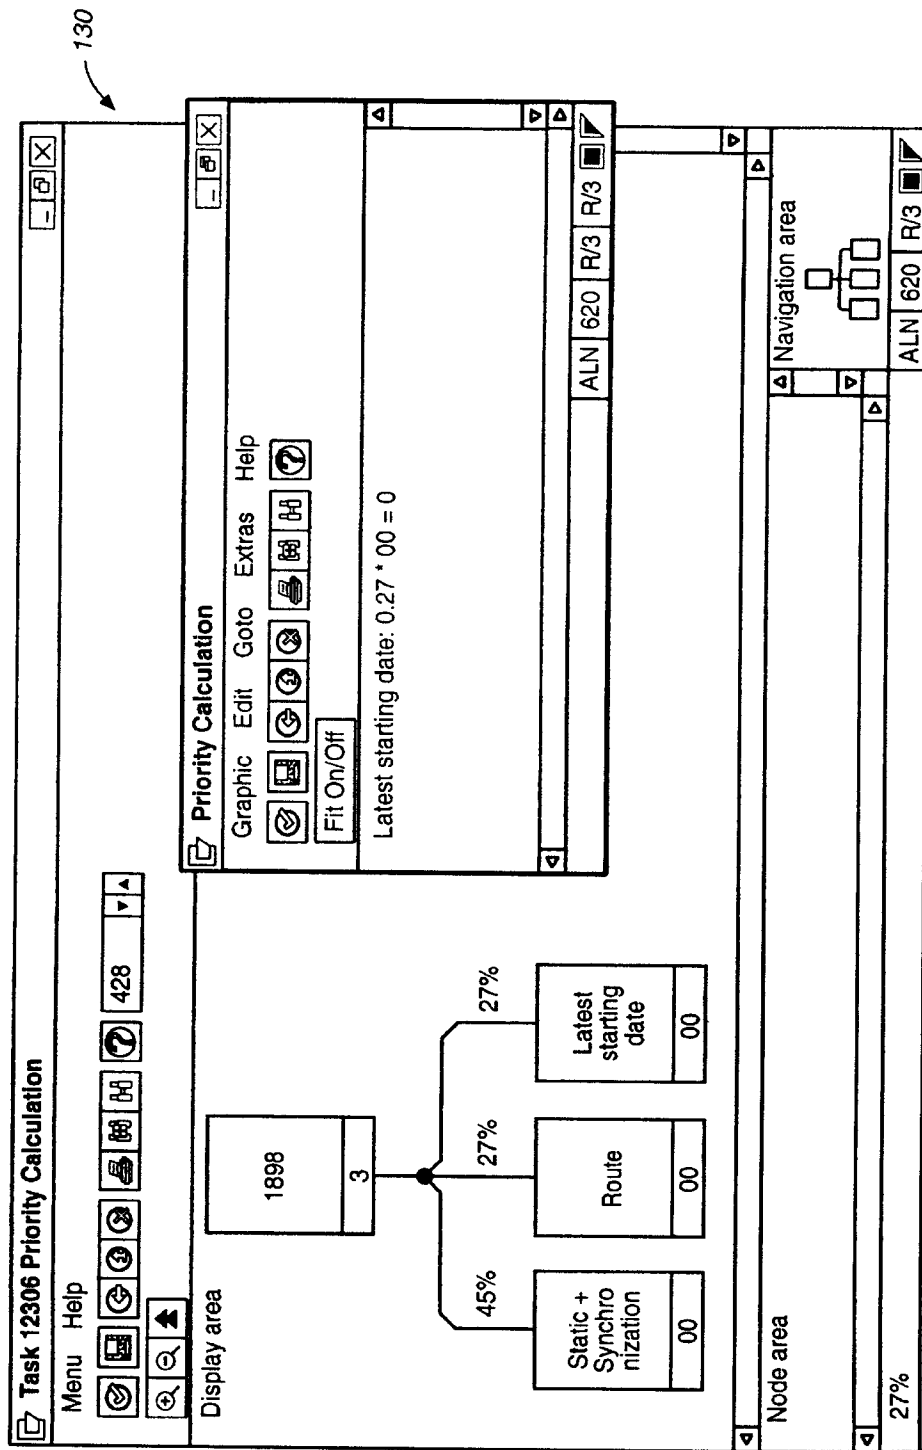 130
Task 12306 Priority Calculation
Menu Help
428
Display area
1898
3
45%
27%
27%
Static +
Synchro
nization
00
Route
00
Latest
starting
date
00
Priority Calculation
Graphic Edit Goto Extras Help
Fit On/Off
Latest starting date: 0.27 * 00 = 0
ALN 620 R/3 R/3
Node area
Navigation area
27%
ALN 620 R/3